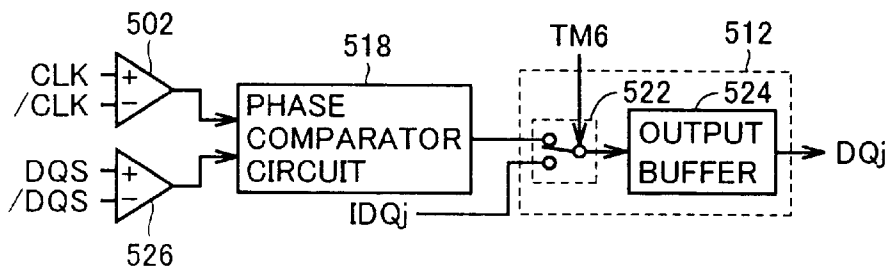 502
CLK +
/CLK −
DQS +
/DQS −
526
518
PHASE
COMPARATOR
CIRCUIT
IDQj
TM6
512
522
524
OUTPUT
BUFFER
DQj